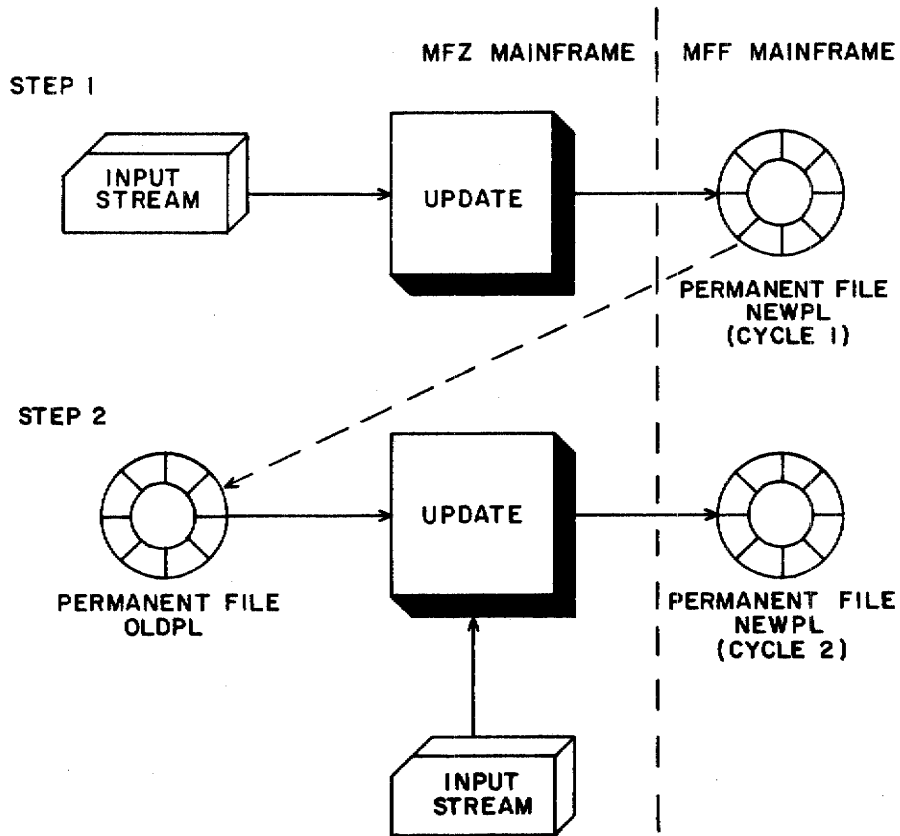 MFZ MAINFRAME
MFF MAINFRAME
STEP 1
INPUT
STREAM
UPDATE
PERMANENT FILE
NEWPL
(CYCLE 1)
STEP 2
UPDATE
PERMANENT FILE
OLDPL
PERMANENT FILE
NEWPL
(CYCLE 2)
INPUT
STREAM